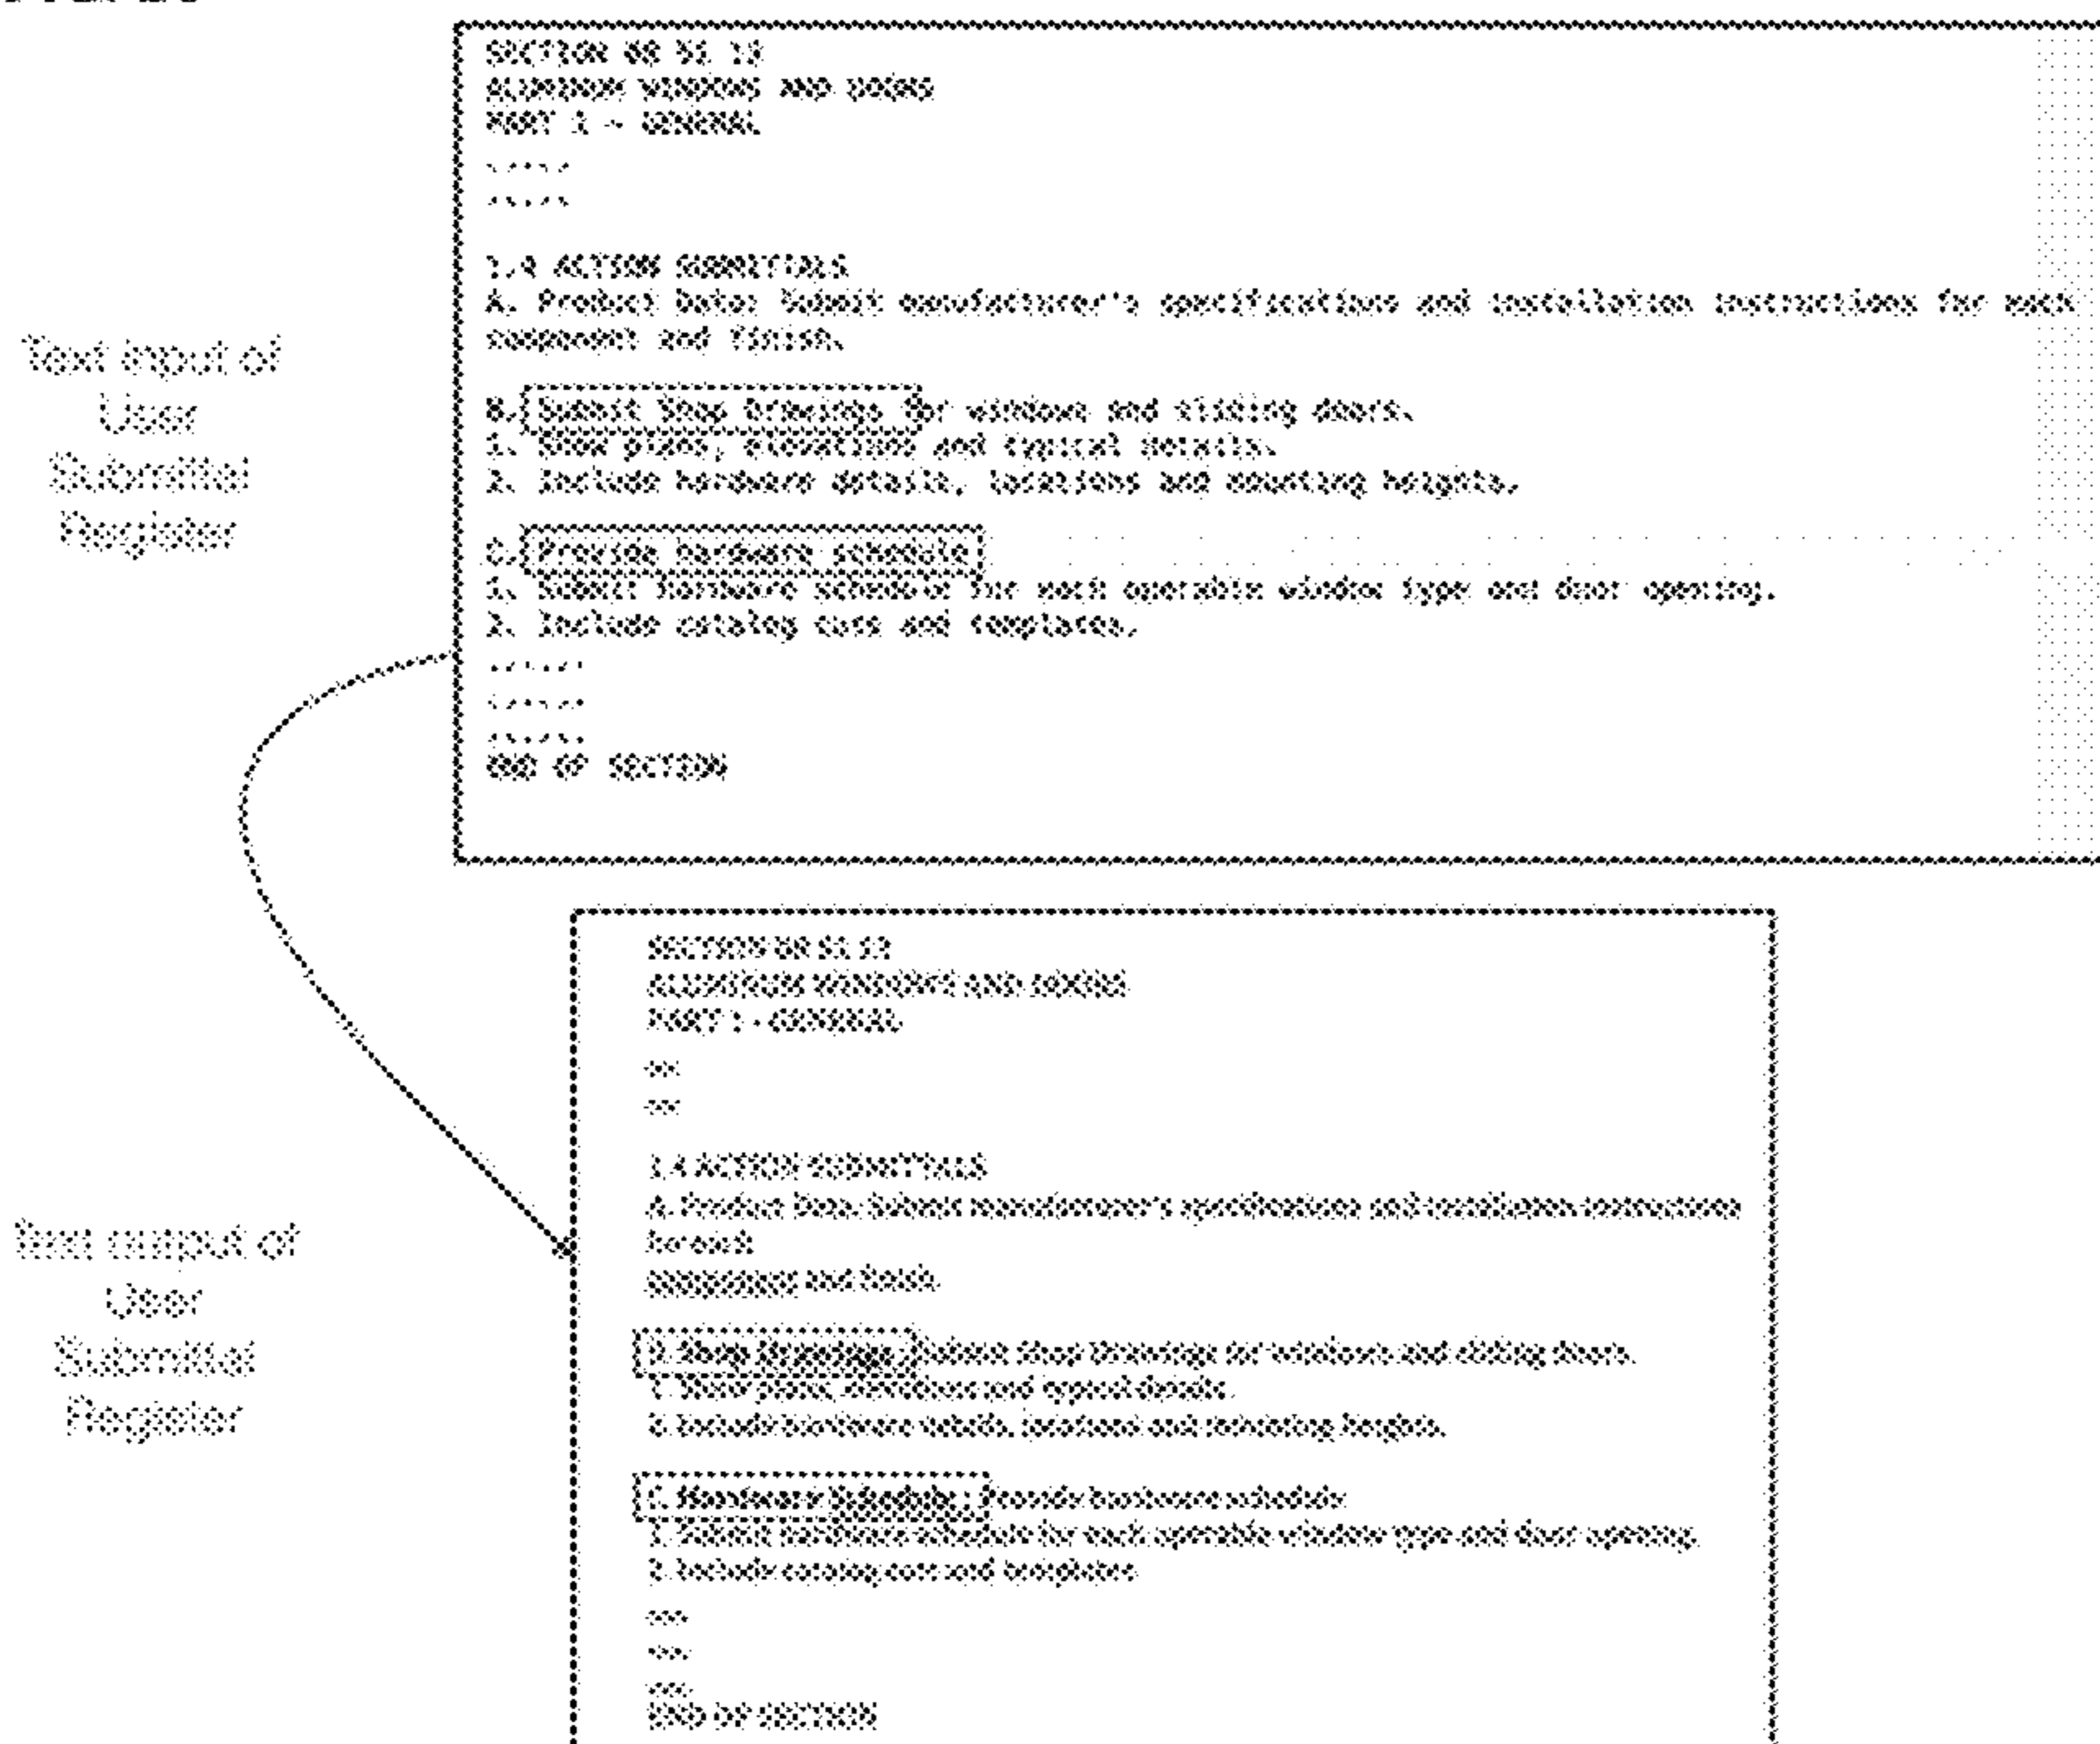 SECTION 08 51 13
ALUMINUM WINDOWS AND DOORS
PART 1 - GENERAL
.....
.....
1.4 ACTION SUBMITTALS
A. Product Data: Submit manufacturer's specifications and installation instructions for each
component and finish.
Text input of
User
Submittal
Register
B. Submit Shop Drawings for windows and sliding doors.
1. Show plans, elevations and typical details.
2. Include hardware details, locations and mounting heights.
C. Provide hardware schedule
1. Submit hardware schedule for each operable window type and door opening.
2. Include catalog cuts and templates.
......
......
......
END OF SECTION
SECTION 08 51 13
ALUMINUM WINDOWS AND DOORS
PART 1 - GENERAL
...
...
1.4 ACTION SUBMITTALS
A. Product Data: Submit manufacturer's specifications and installation instructions
for each
component and finish.
Text output of
User
Submittal
Register
B. Shop Drawings: Submit Shop Drawings for windows and sliding doors.
1. Show plans, elevations and typical details.
2. Include hardware details, locations and mounting heights.
C. Hardware Schedule: Provide hardware schedule
1. Submit hardware schedule for each operable window type and door opening.
2. Include catalog cuts and templates.
...
...
...
END OF SECTION